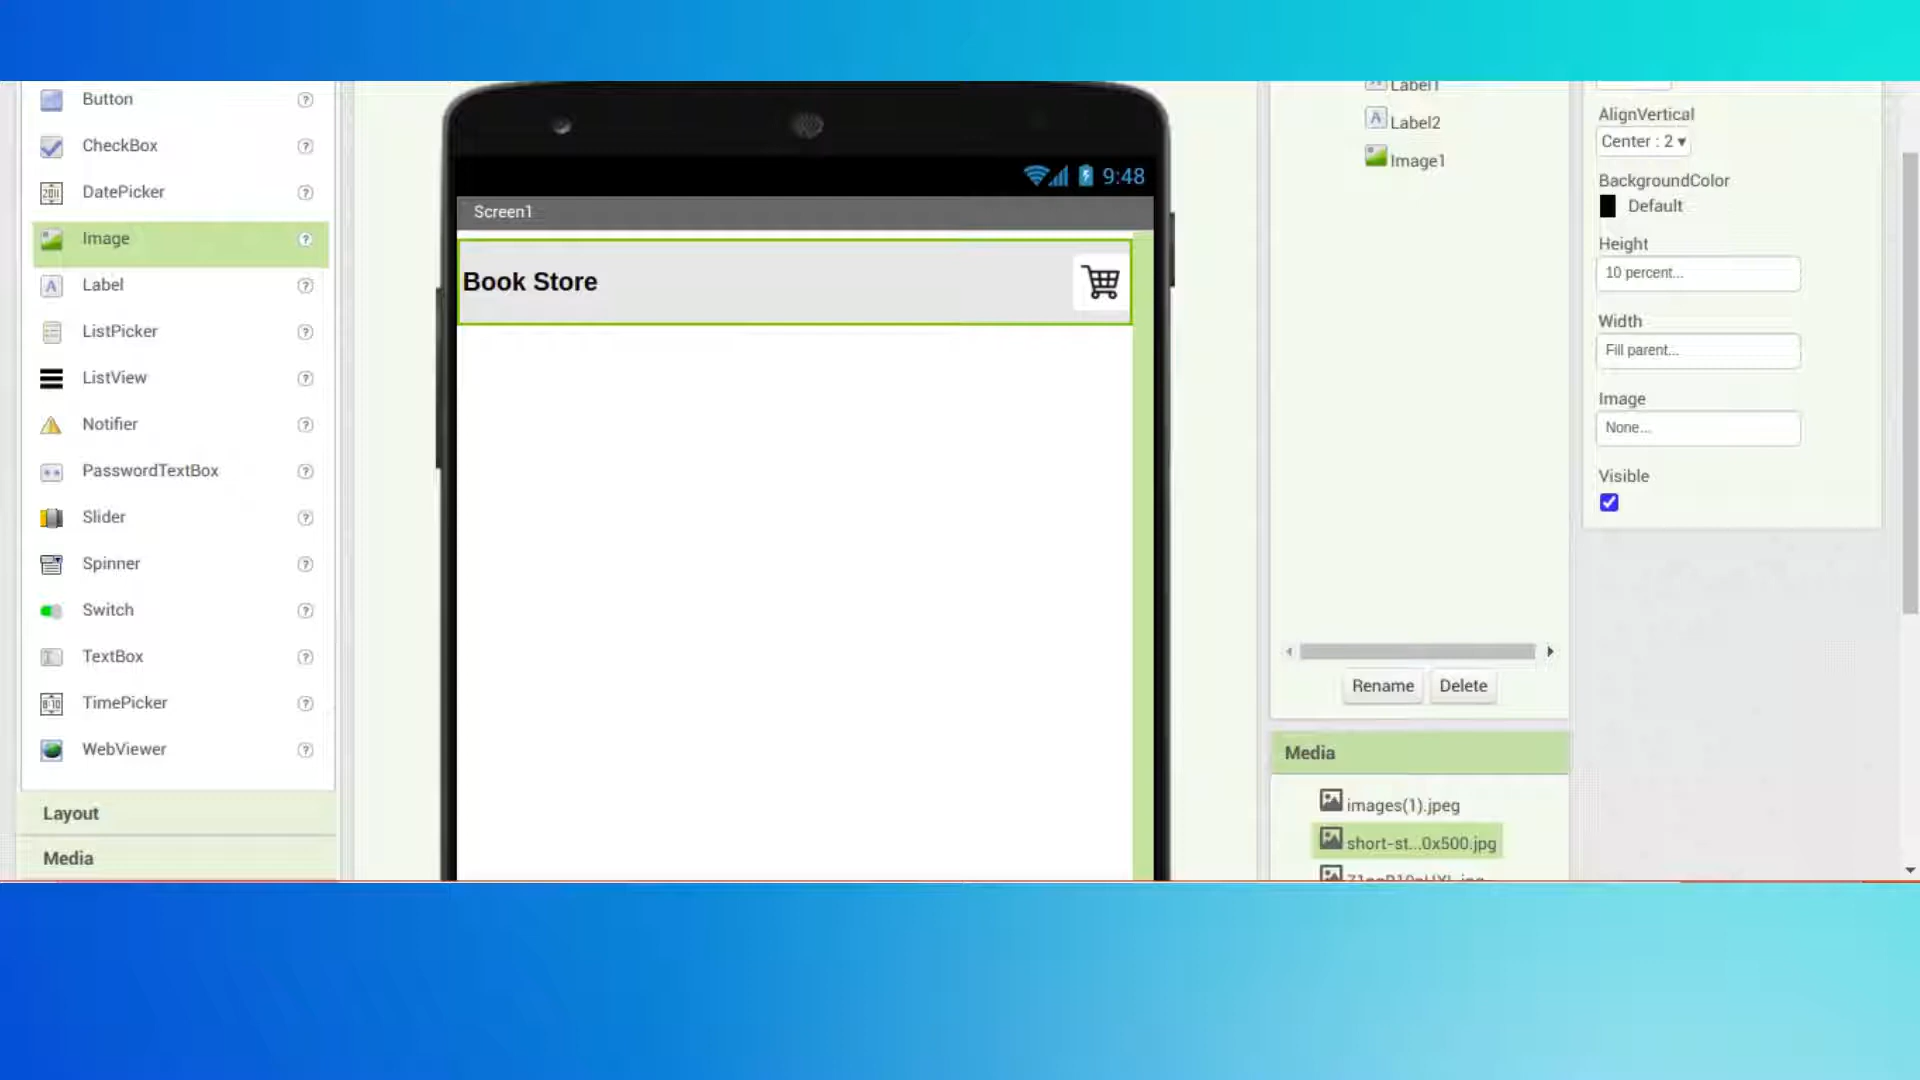 Button
CheckBox
DatePicker
Image
Label
ListPicker
ListView
Notifier
PasswordTextBox
Slider
Spinner
Switch
TextBox
TimePicker
WebViewer
Layout
Media
9:48
Screen1
Book Store
Label1
Label2
Image1
Rename
Delete
Media
images(1).jpeg
short-st...0x500.jpg
AlignVertical
Center : 2
BackgroundColor
Default
Height
10 percent...
Width
Fill parent...
Image
None...
Visible